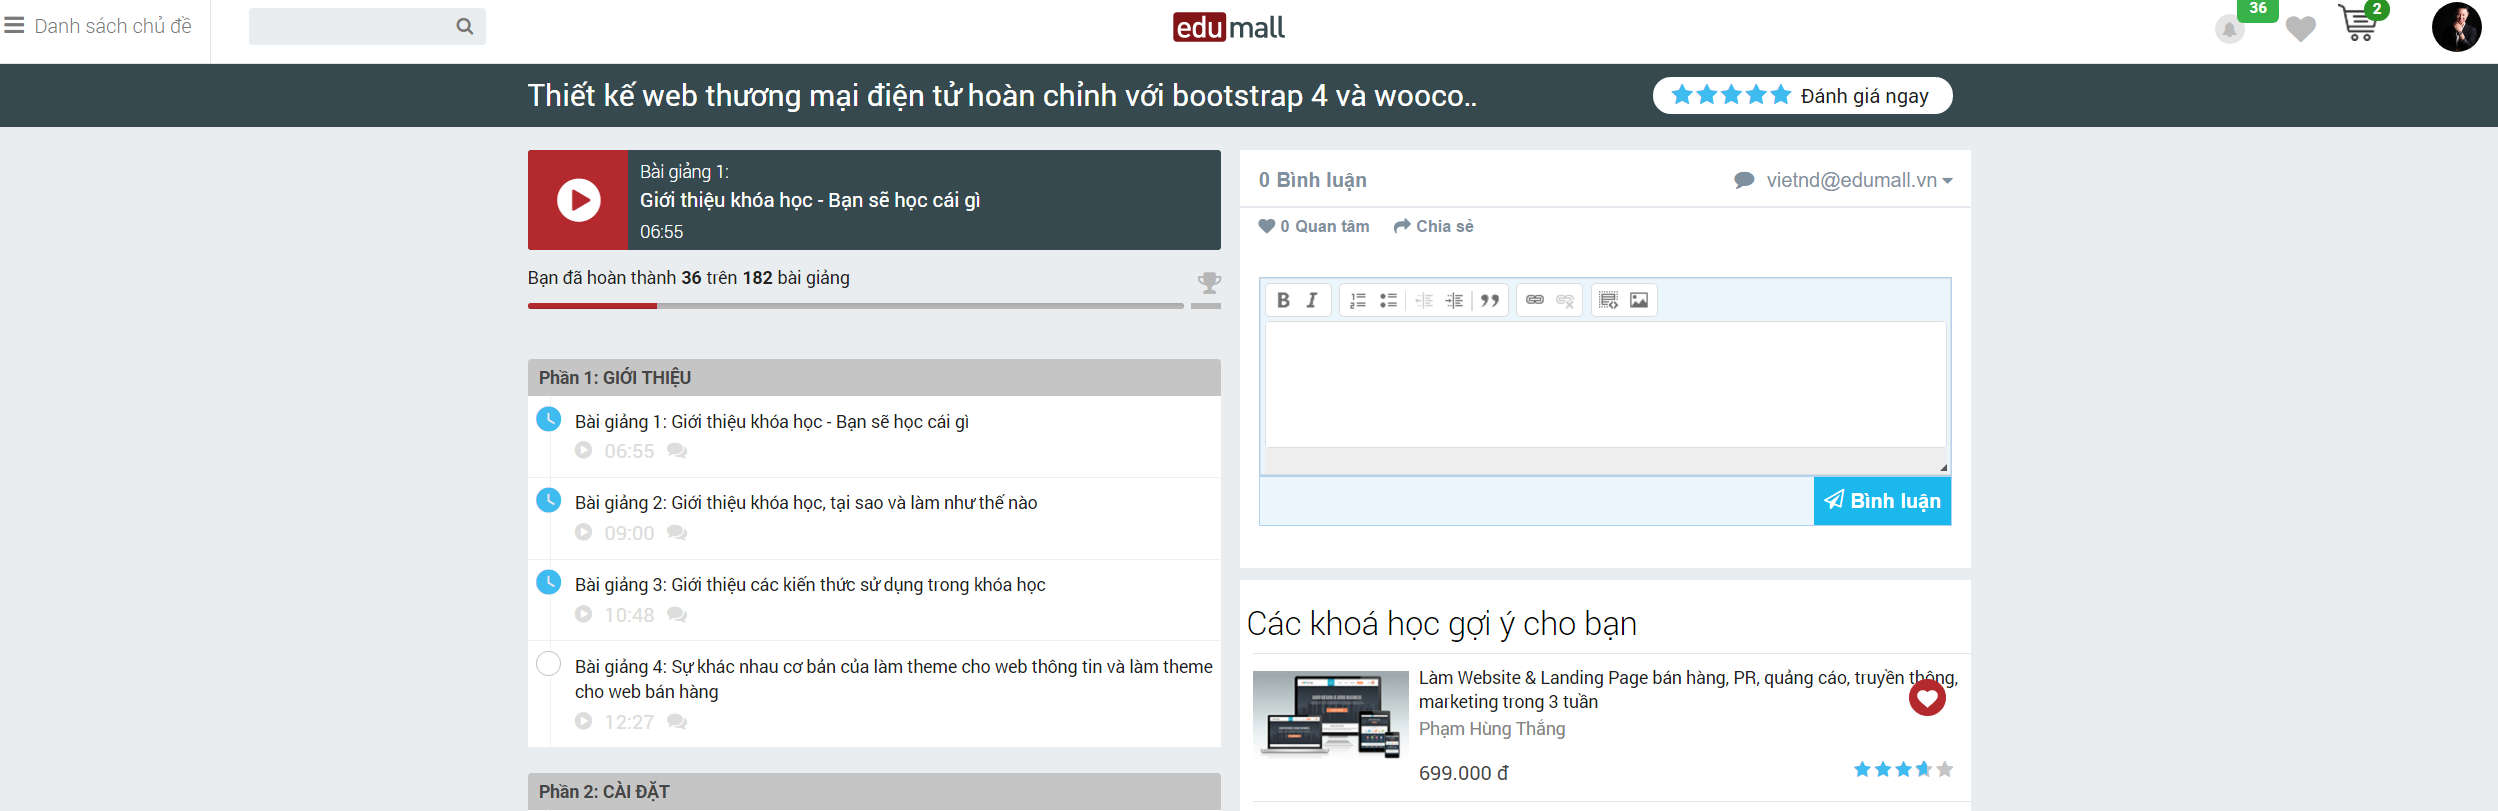 Danh sách chủ đề
edumall
36
2
Thiết kế web thương mại điện tử hoàn chỉnh với bootstrap 4 và wooco..
Đánh giá ngay
Bài giảng 1:
Giới thiệu khóa học - Bạn sẽ học cái gì
06:55
Bạn đã hoàn thành 36 trên 182 bài giảng
Phần 1: GIỚI THIỆU
Bài giảng 1: Giới thiệu khóa học - Bạn sẽ học cái gì
06:55
Bài giảng 2: Giới thiệu khóa học, tại sao và làm như thế nào
09:00
Bài giảng 3: Giới thiệu các kiến thức sử dụng trong khóa học
10:48
Bài giảng 4: Sự khác nhau cơ bản của làm theme cho web thông tin và làm theme
cho web bán hàng
12:27
Phần 2: CÀI ĐẶT
0 Bình luận
vietnd@edumall.vn
0 Quan tâm
Chia sẻ
B I
Bình luận
Các khoá học gợi ý cho bạn
Làm Website & Landing Page bán hàng, PR, quảng cáo, truyền thông,
marketing trong 3 tuần
Phạm Hùng Thắng
699.000 đ